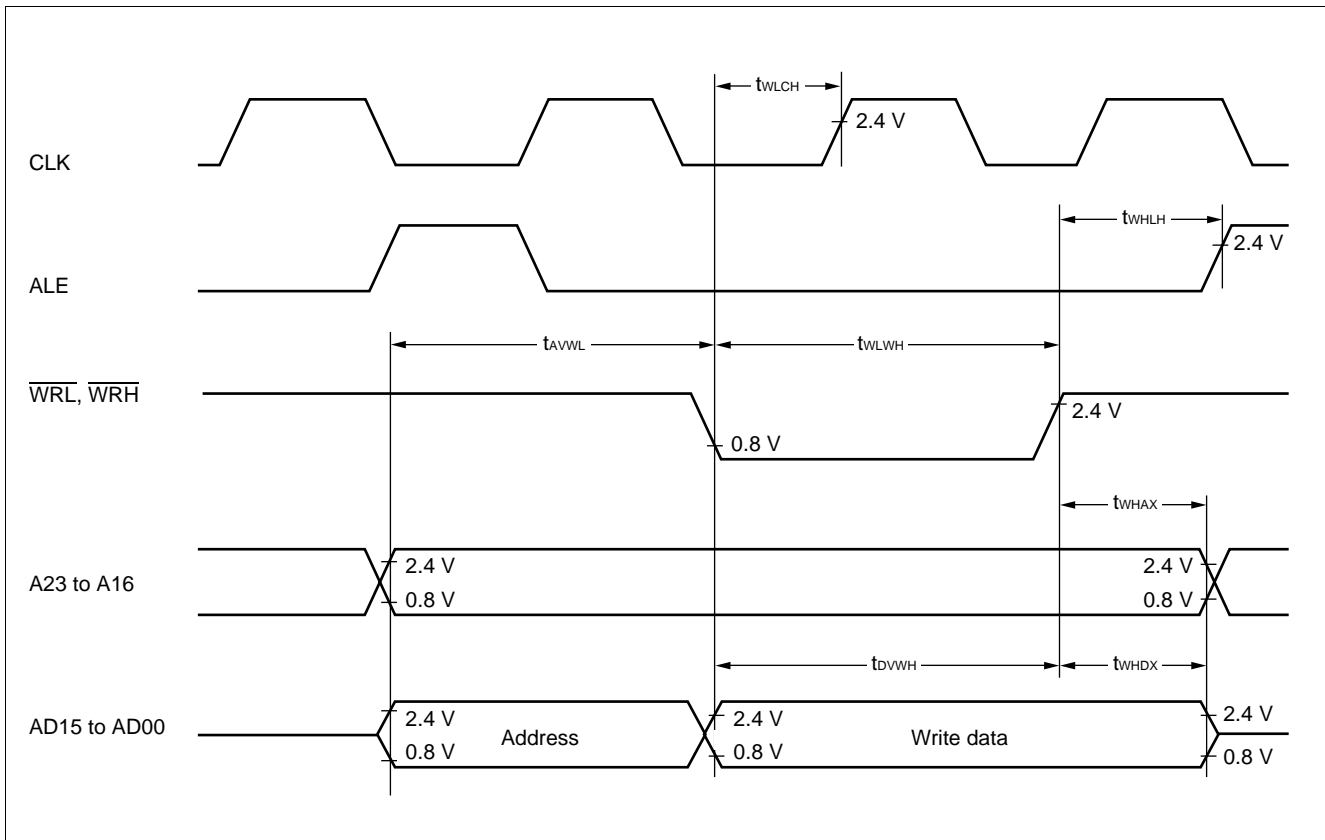 tWLCH
2.4 V
CLK
tWHLH
2.4 V
ALE
tAVWL
tWLWH
WRL, WRH
2.4 V
0.8 V
tWHAX
2.4 V
2.4 V
A23 to A16
0.8 V
0.8 V
tDVWH
tWHDX
2.4 V
2.4 V
2.4 V
AD15 to AD00
Address
Write data
0.8 V
0.8 V
0.8 V